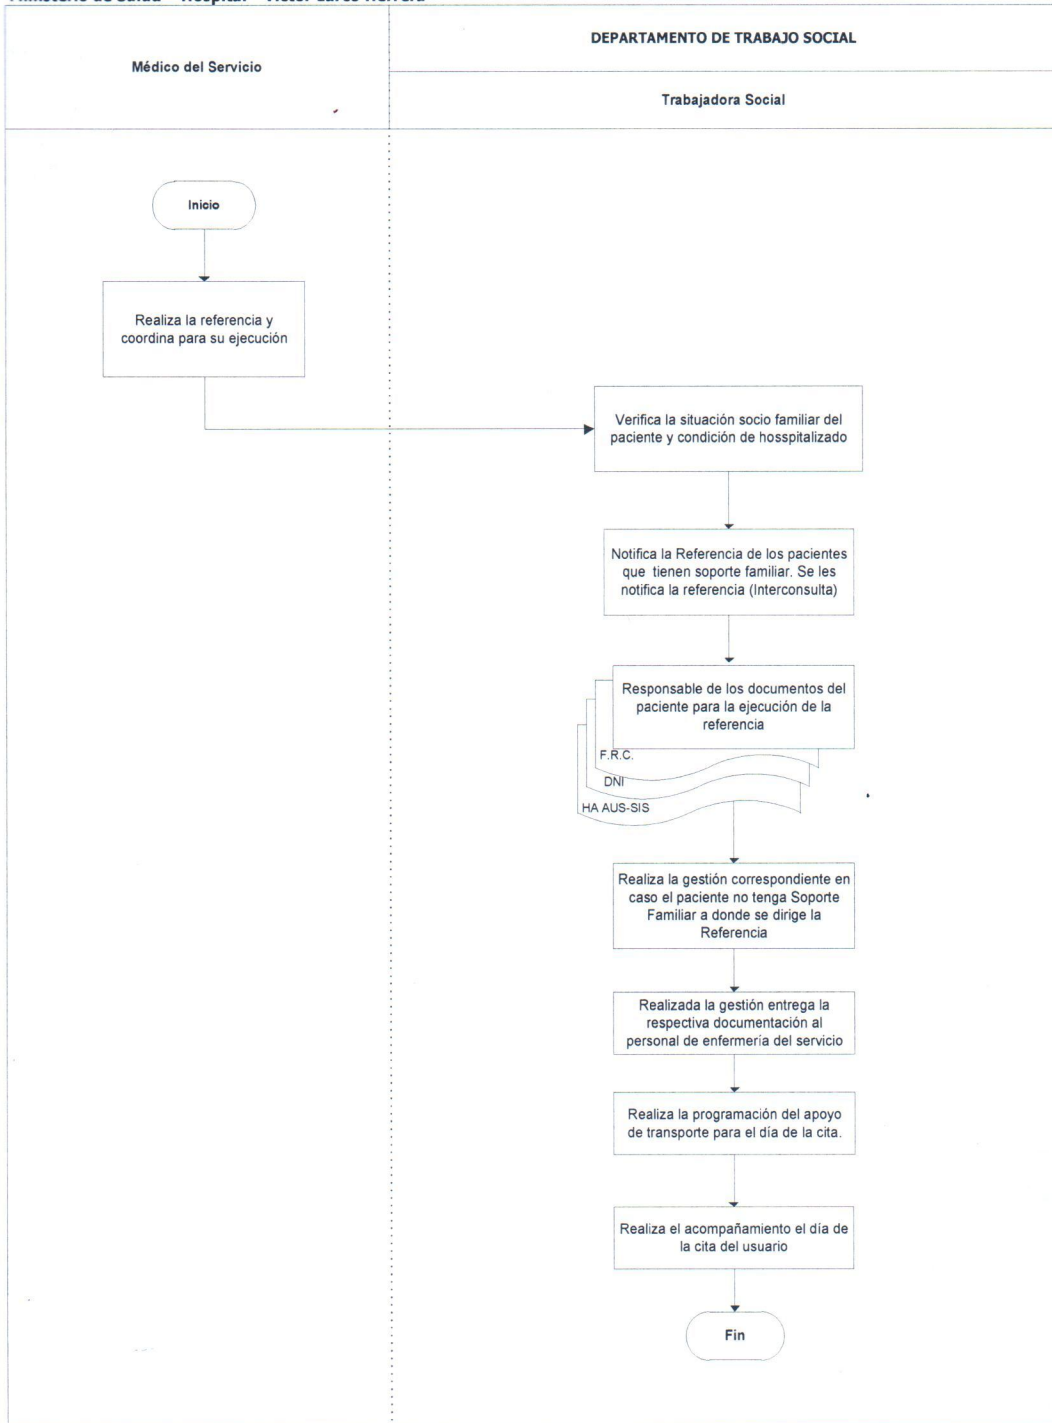 Médico del Servicio
DEPARTAMENTO DE TRABAJO SOCIAL
Trabajadora Social
Inicio
Realiza la referencia y
coordina para su ejecución
Verifica la situación socio familiar del
paciente y condición de hosspitalizado
Notifica la Referencia de los pacientes
que tienen soporte familiar. Se les
notifica la referencia (Interconsulta)
Responsable de los documentos del
paciente para la ejecución de la
referencia
F.R.C.
DNI
HA AUS-SIS
Realiza la gestión correspondiente en
caso el paciente no tenga Soporte
Familiar a donde se dirige la
Referencia
Realizada la gestión entrega la
respectiva documentación al
personal de enfermería del servicio
Realiza la programación del apoyo
de transporte para el día de la cita.
Realiza el acompañamiento el día de
la cita del usuario
Fin